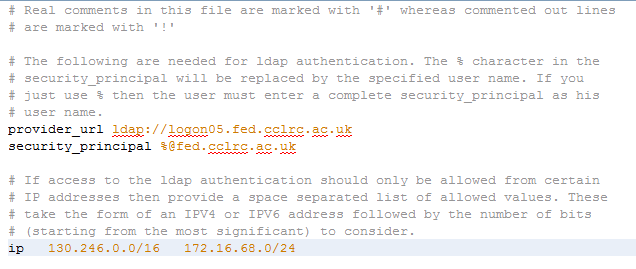 # Real comments in this file are marked with '#' whereas commented out lines
# are marked with '!'
# The following are needed for ldap authentication. The % character in the
# security_principal will be replaced by the specified user name. If you
# just use % then the user must enter a complete security_principal as his
# user name.
provider_url ldap://logon05.fed.cclrc.ac.uk
security_principal %@fed.cclrc.ac.uk
# If access to the ldap authentication should only be allowed from certain
# IP addresses then provide a space separated list of allowed values. These
# take the form of an IPV4 or IPV6 address followed by the number of bits
# (starting from the most significant) to consider.
ip   130.246.0.0/16   172.16.68.0/24